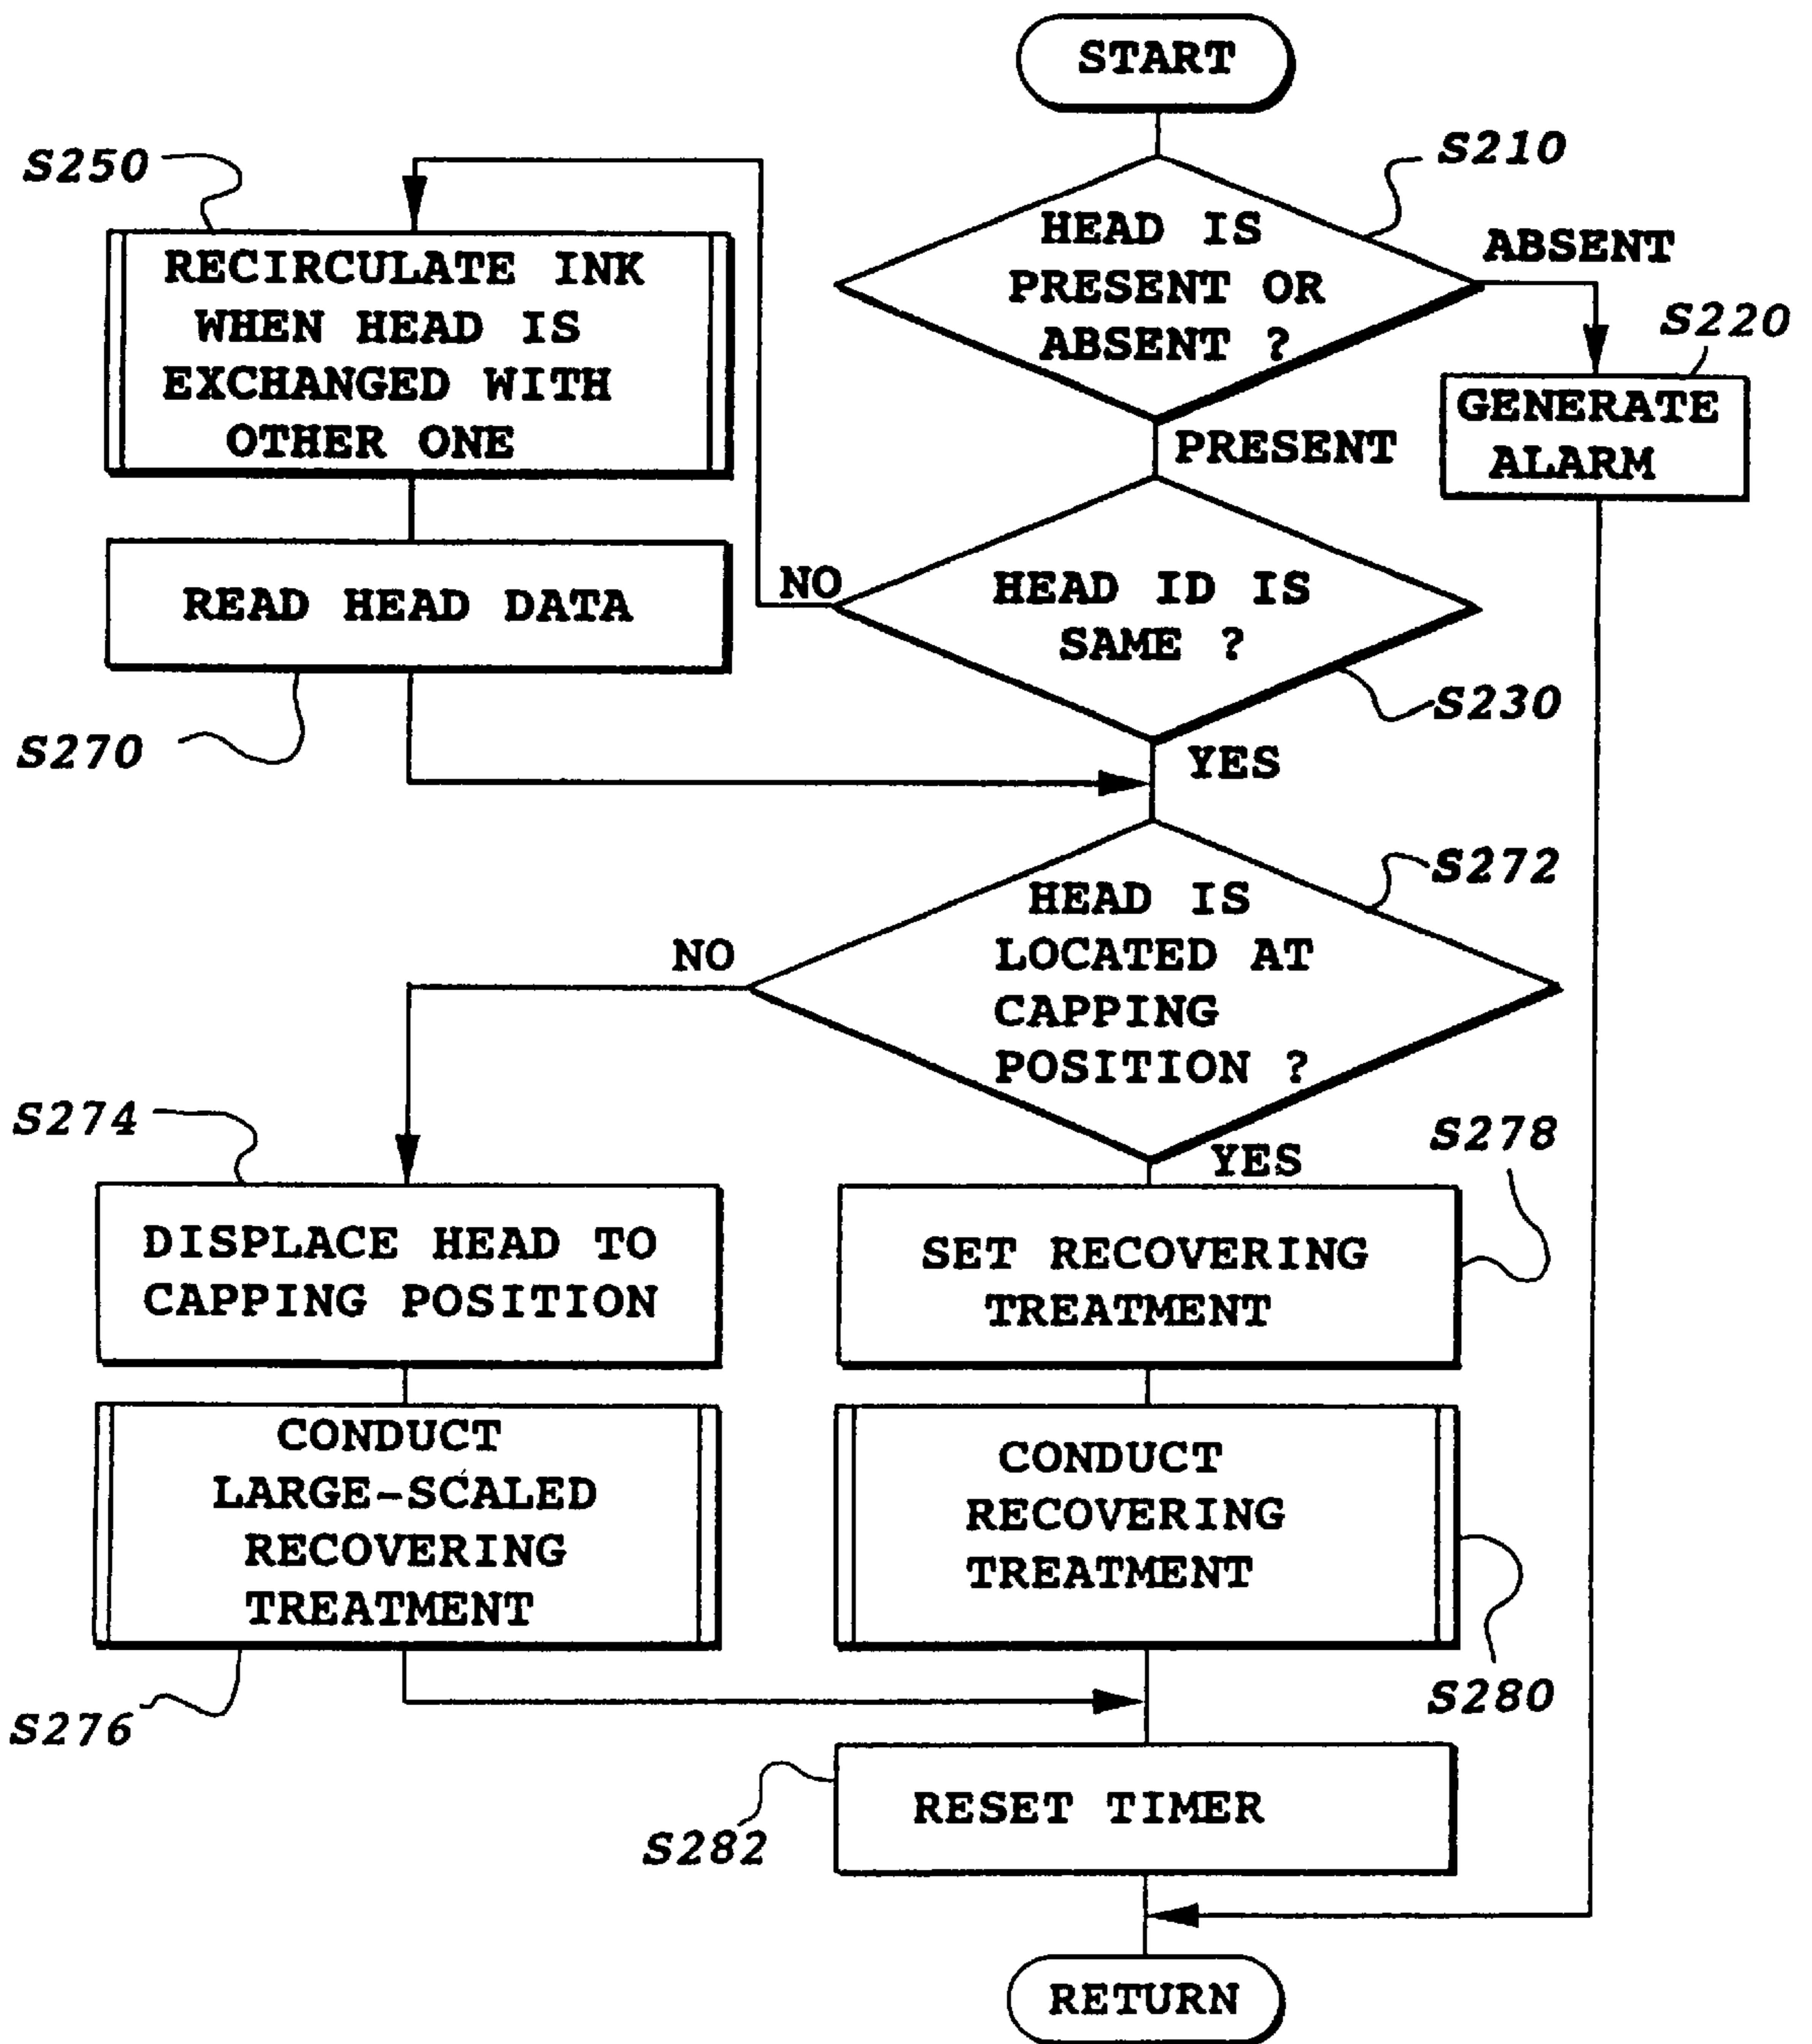 START
S210
HEAD IS
PRESENT OR
ABSENT ?
ABSENT
S220
GENERATE
ALARM
PRESENT
S250
RECIRCULATE INK
WHEN HEAD IS
EXCHANGED WITH
OTHER ONE
READ HEAD DATA
S270
NO
HEAD ID IS
SAME ?
S230
YES
S272
HEAD IS
LOCATED AT
CAPPING
POSITION ?
NO
YES
S274
DISPLACE HEAD TO
CAPPING POSITION
S278
SET RECOVERING
TREATMENT
CONDUCT
LARGE-SCALED
RECOVERING
TREATMENT
S276
CONDUCT
RECOVERING
TREATMENT
S280
RESET TIMER
S282
RETURN